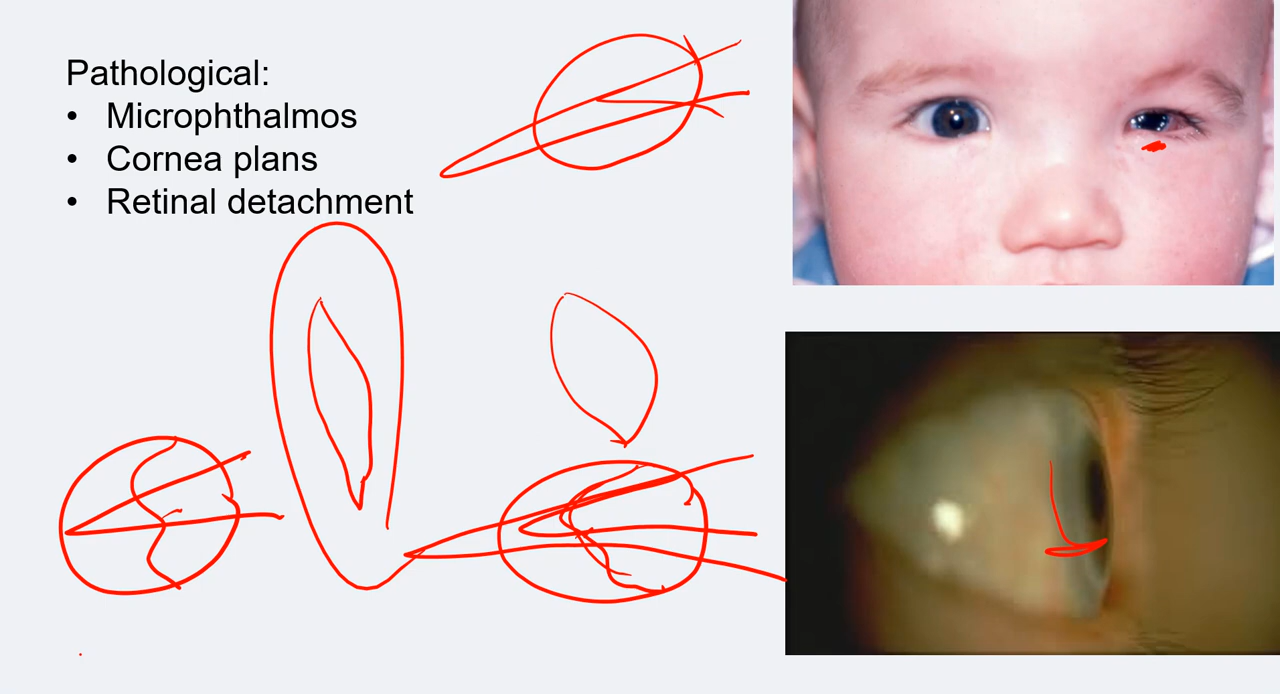 Pathological:
• Microphthalmos
• Cornea plans
• Retinal detachment